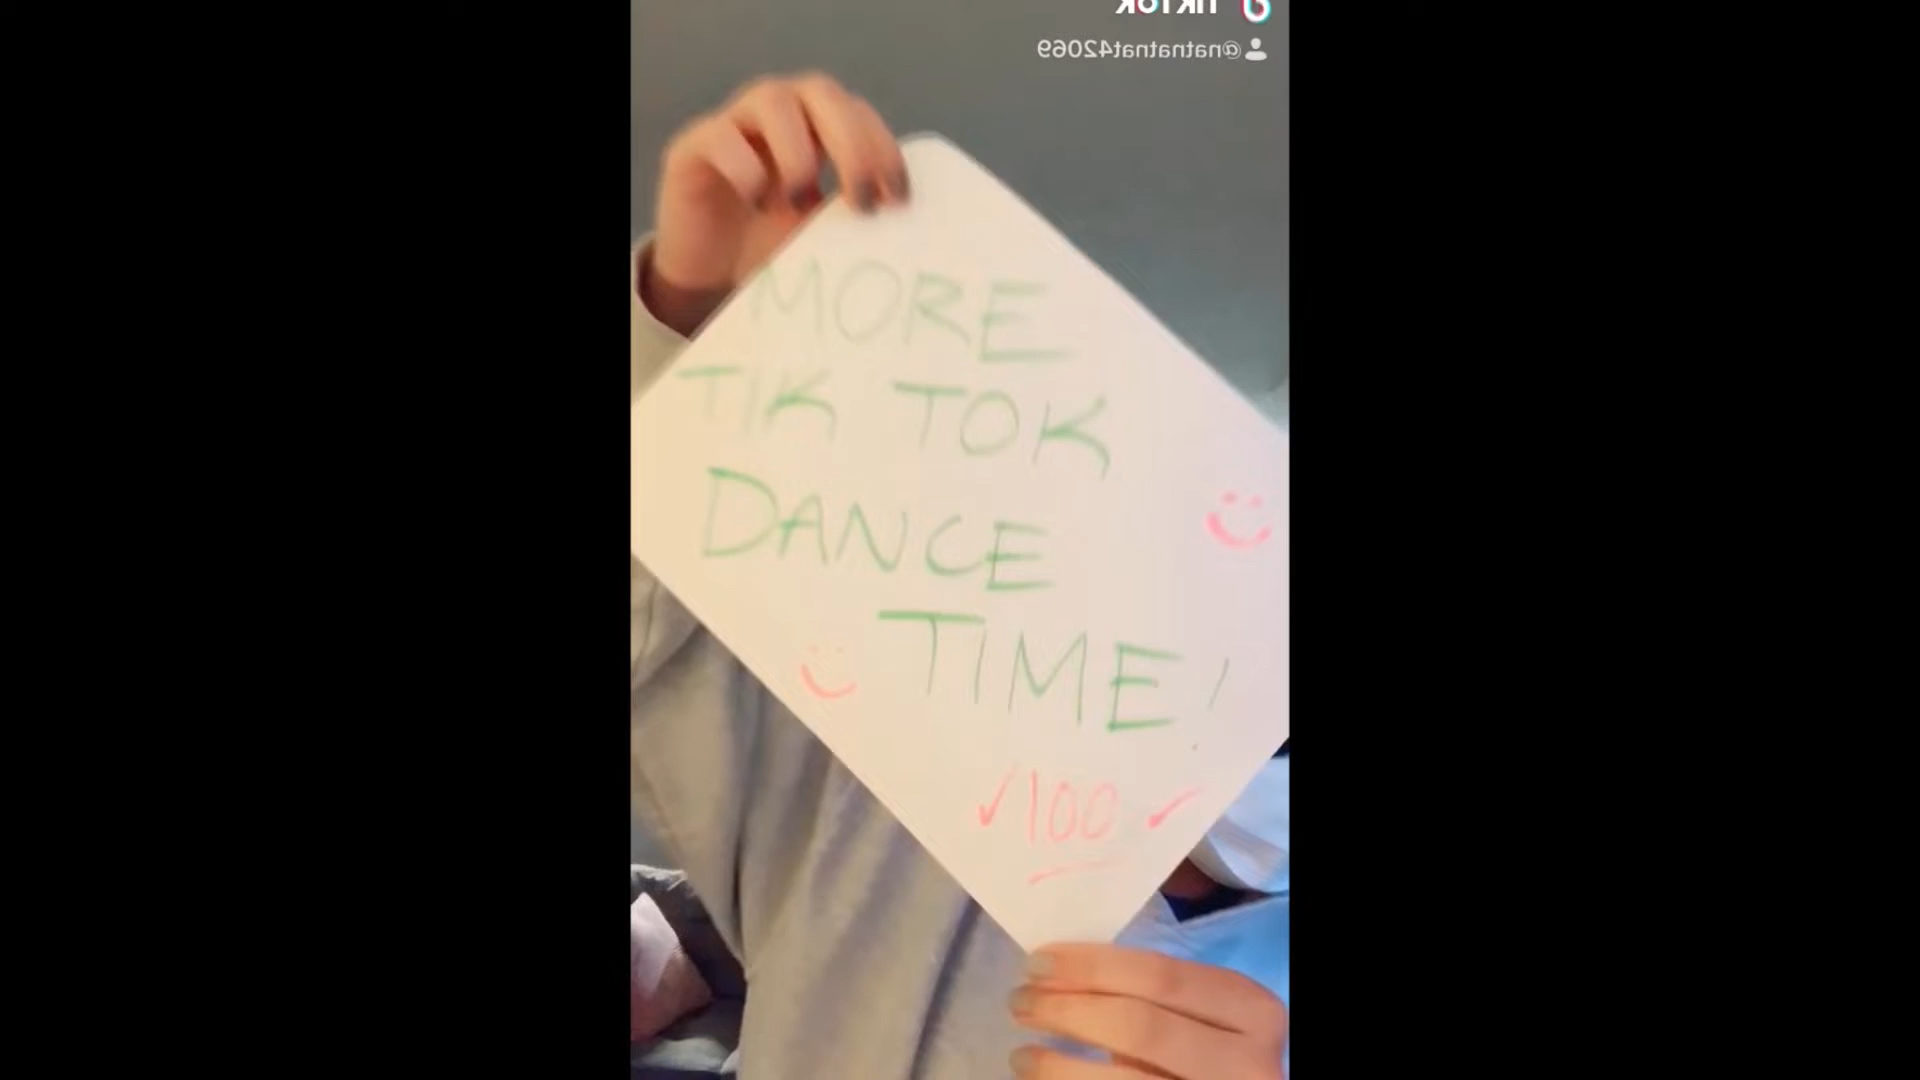 TikTok
@natnatnat42069
MORE
TIK TOK
DANCE
TIME!
✓100✓